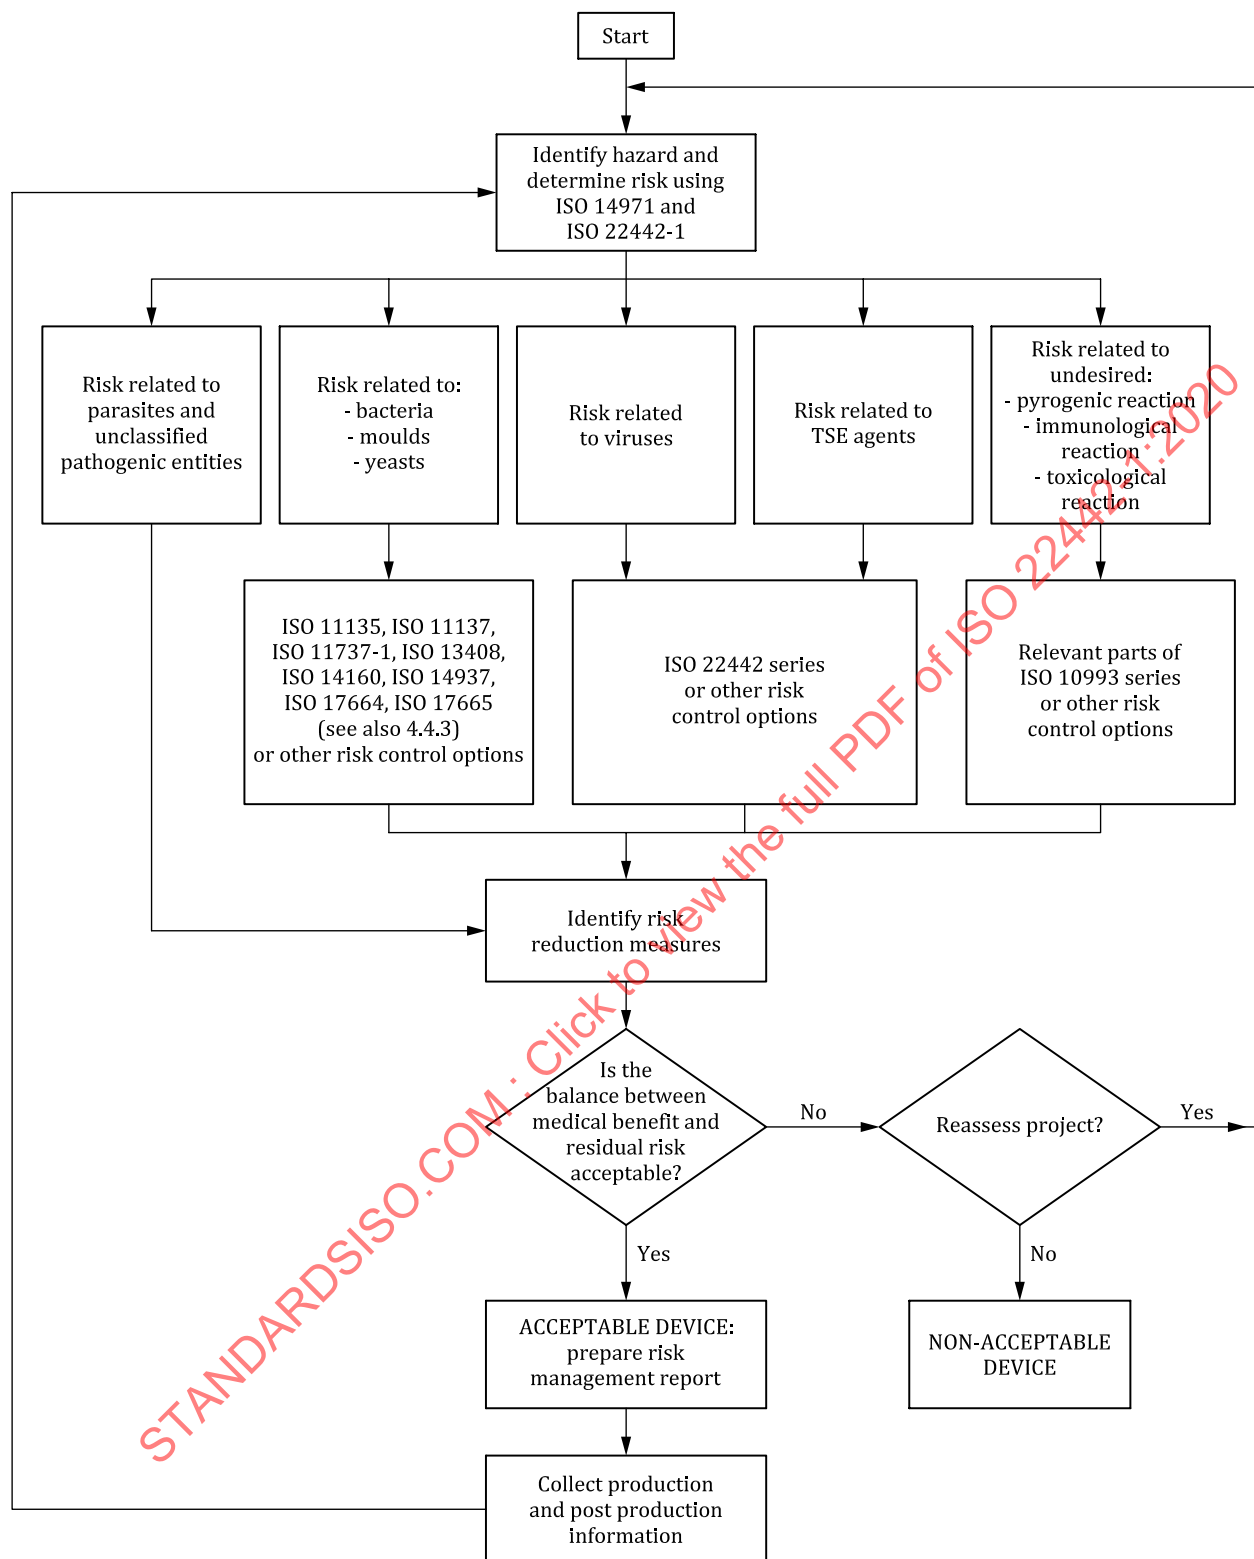 Start
Identify hazard and
determine risk using
ISO 14971 and
ISO 22442-1
Risk related to
parasites and
unclassified
pathogenic entities
Risk related to:
- bacteria
- moulds
- yeasts
Risk related
to viruses
Risk related to
TSE agents
Risk related to
undesired:
- pyrogenic reaction
- immunological
reaction
- toxicological
reaction
ISO 11135, ISO 11137,
ISO 11737-1, ISO 13408,
ISO 14160, ISO 14937,
ISO 17664, ISO 17665
(see also 4.4.3)
or other risk control options
ISO 22442 series
or other risk
control options
Relevant parts of
ISO 10993 series
or other risk
control options
Identify risk
reduction measures
Is the
balance between
medical benefit and
residual risk
acceptable?
No
Reassess project?
Yes
Yes
No
ACCEPTABLE DEVICE:
prepare risk
management report
NON-ACCEPTABLE
DEVICE
Collect production
and post production
information
STANDARDSISO.COM : Click to view the full PDF of ISO 22442-1:2020